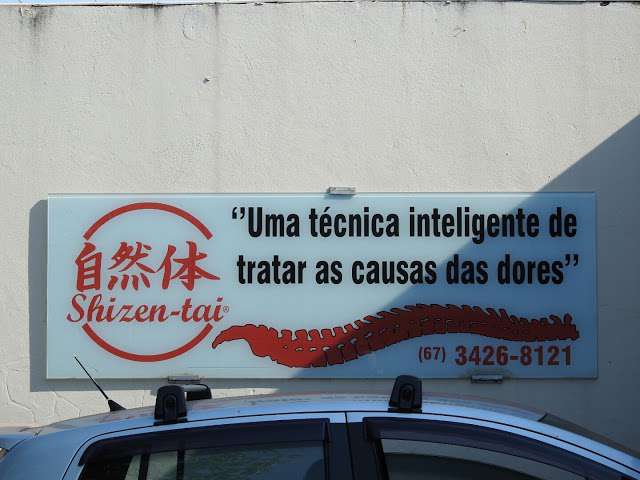 自然体
Shizen-tai®
‘’Uma técnica inteligente de
tratar as causas das dores’’
(67) 3426-8121